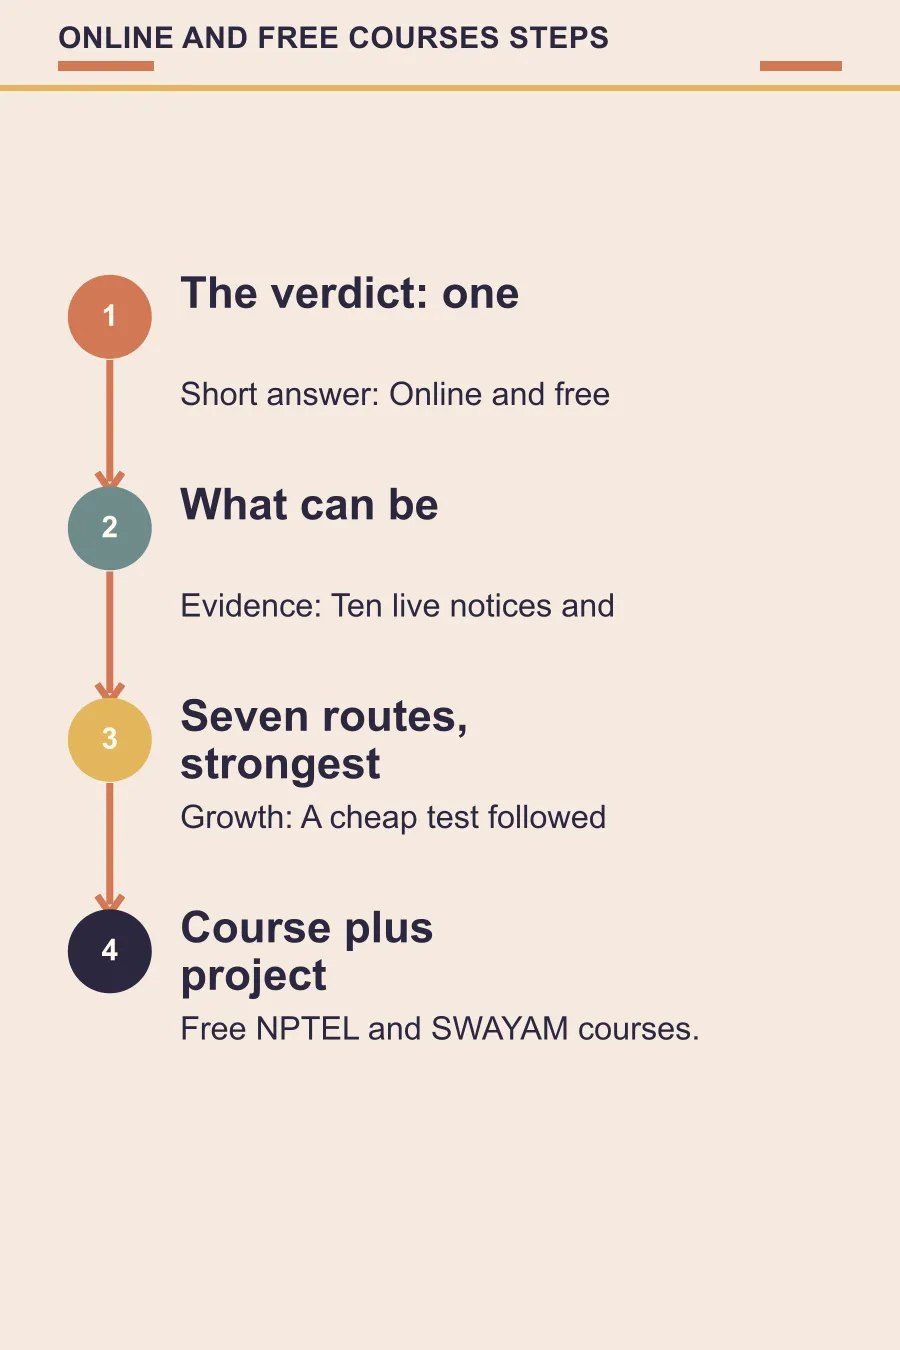 ONLINE AND FREE COURSES STEPS
1
The verdict: one
Short answer: Online and free
2
What can be
Evidence: Ten live notices and
3
Seven routes,
strongest
Growth: A cheap test followed
4
Course plus
project
Free NPTEL and SWAYAM courses.